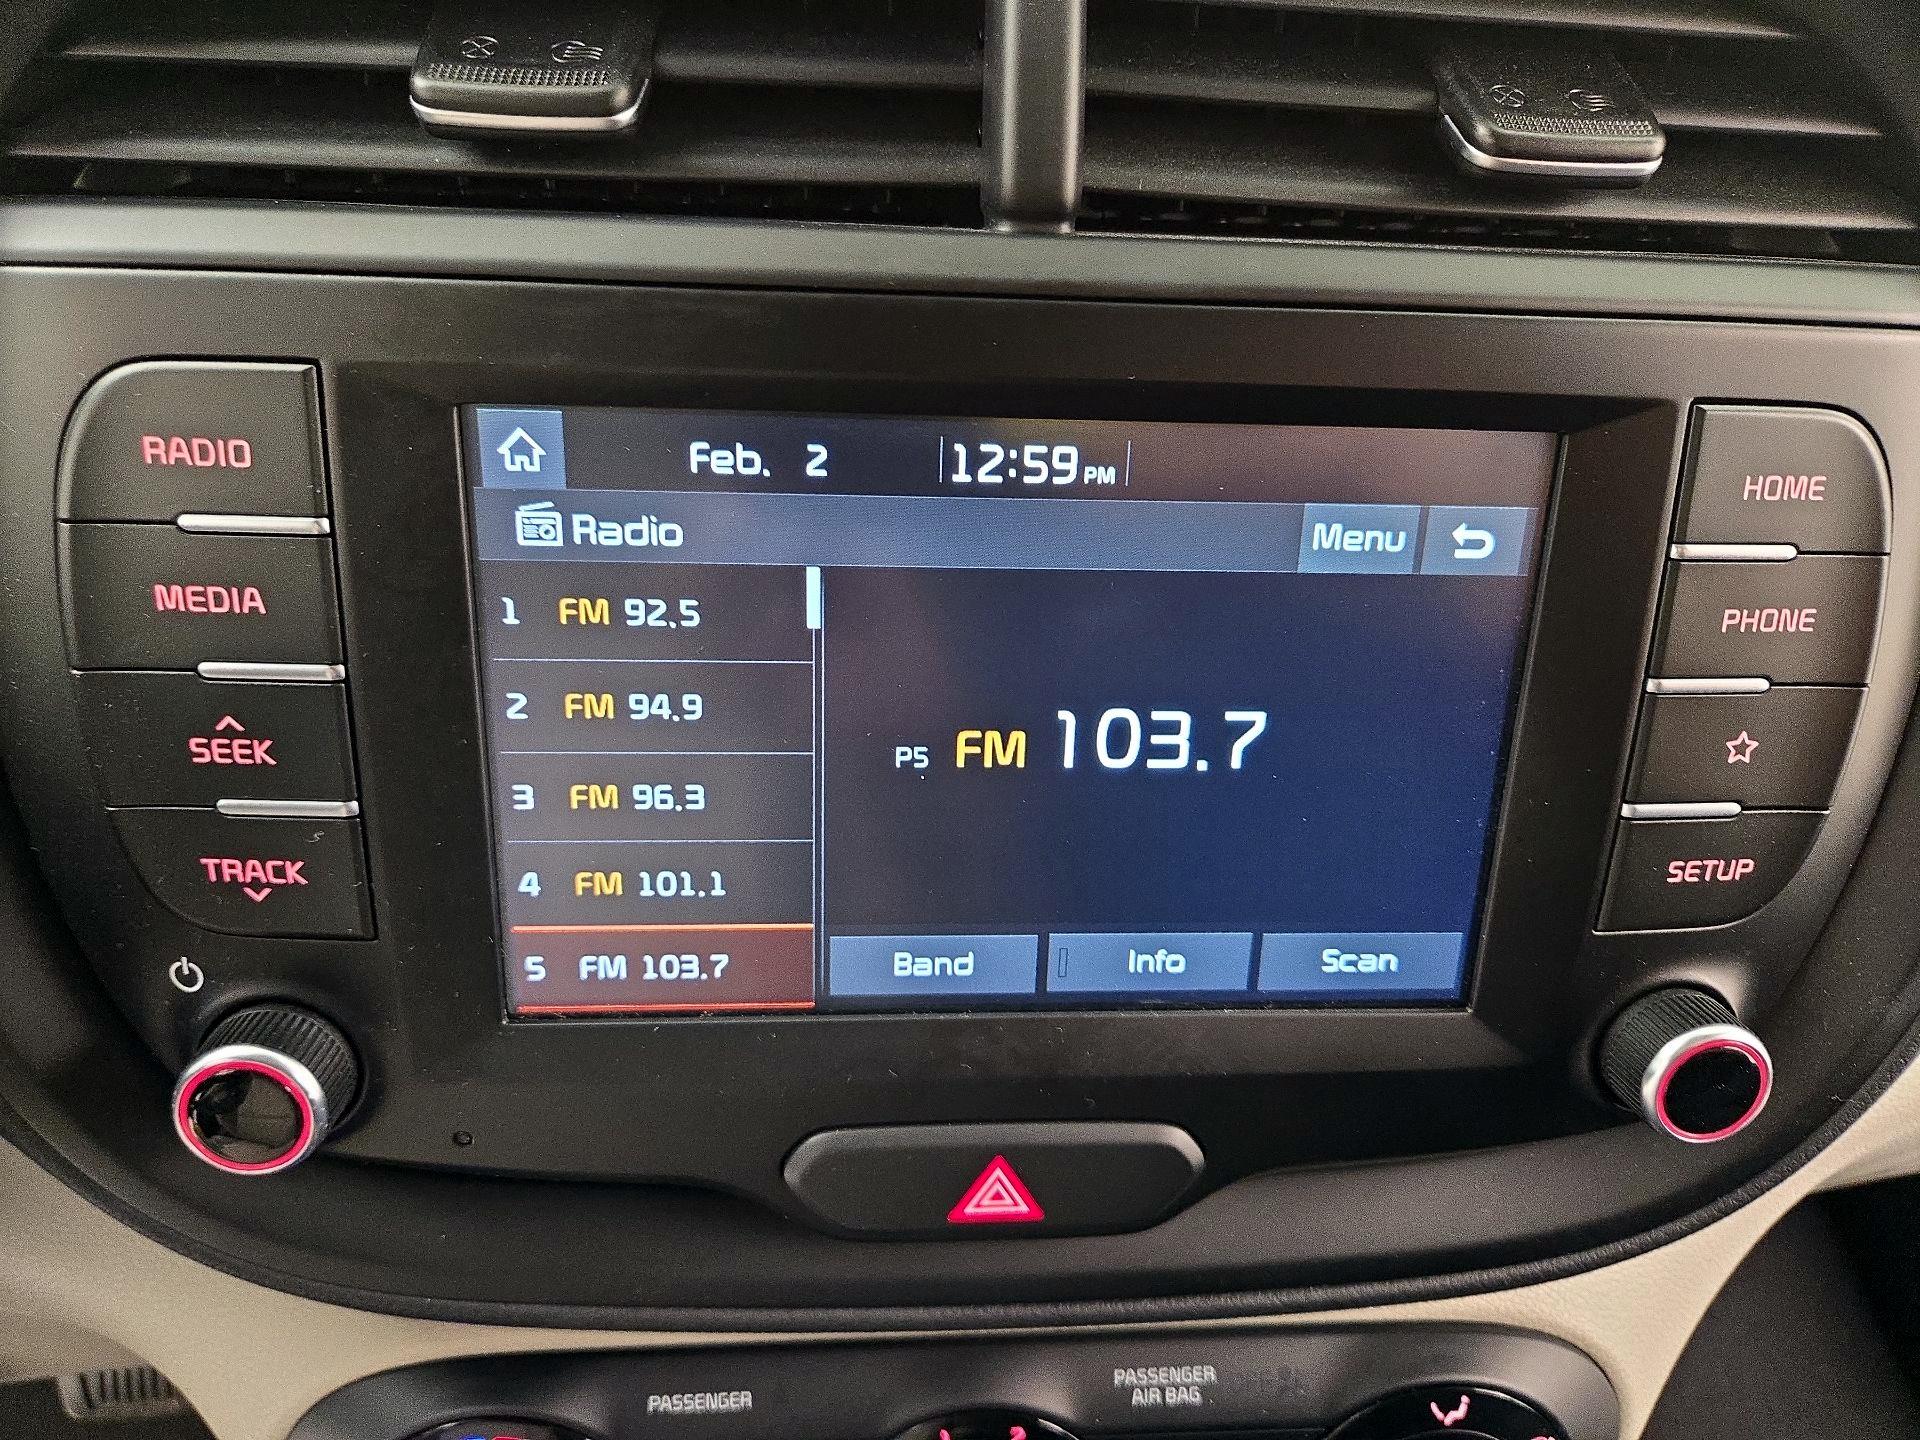 RADIO
MEDIA
SEEK
TRACK
Feb. 2 12:59 PM
Radio Menu
1 FM 92.5
2 FM 94.9
3 FM 96.3
4 FM 101.1
5 FM 103.7
P5 FM 103.7
Band Info Scan
HOME
PHONE
SETUP
PASSENGER
PASSENGER
AIR BAG